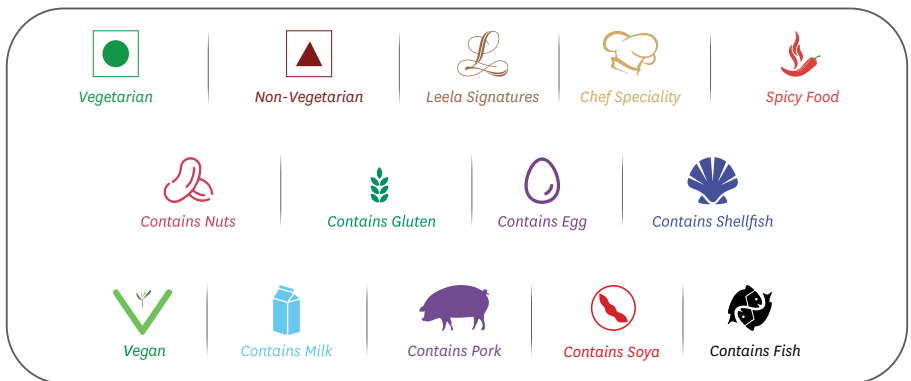 Vegetarian
Non-Vegetarian
Leela Signatures
Chef Speciality
Spicy Food
Contains Nuts
Contains Gluten
Contains Egg
Contains Shellfish
Vegan
Contains Milk
Contains Pork
Contains Soya
Contains Fish